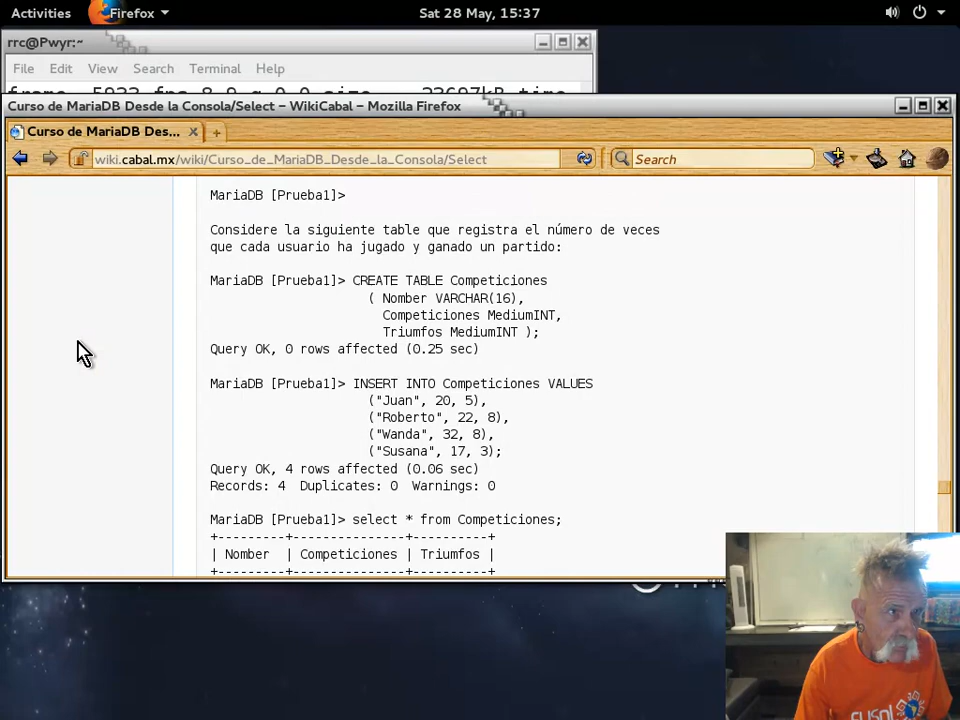 Activities Firefox Sat 28 May, 15:37
rrc@Pwyr:~
File Edit View Search Terminal Help
Curso de MariaDB Desde la Consola/Select – WikiCabal – Mozilla Firefox
Curso de MariaDB Des...
wiki.cabal.mx/wiki/Curso_de_MariaDB_Desde_la_Consola/Select Search
MariaDB [Prueba1]>
Considere la siguiente table que registra el número de veces
que cada usuario ha jugado y ganado un partido:
MariaDB [Prueba1]> CREATE TABLE Competiciones
( Nomber VARCHAR(16),
Competiciones MediumINT,
Triumfos MediumINT );
Query OK, 0 rows affected (0.25 sec)
MariaDB [Prueba1]> INSERT INTO Competiciones VALUES
("Juan", 20, 5),
("Roberto", 22, 8),
("Wanda", 32, 8),
("Susana", 17, 3);
Query OK, 4 rows affected (0.06 sec)
Records: 4 Duplicates: 0 Warnings: 0
MariaDB [Prueba1]> select * from Competiciones;
+---------+---------------+----------+
| Nomber | Competiciones | Triumfos |
+---------+---------------+----------+